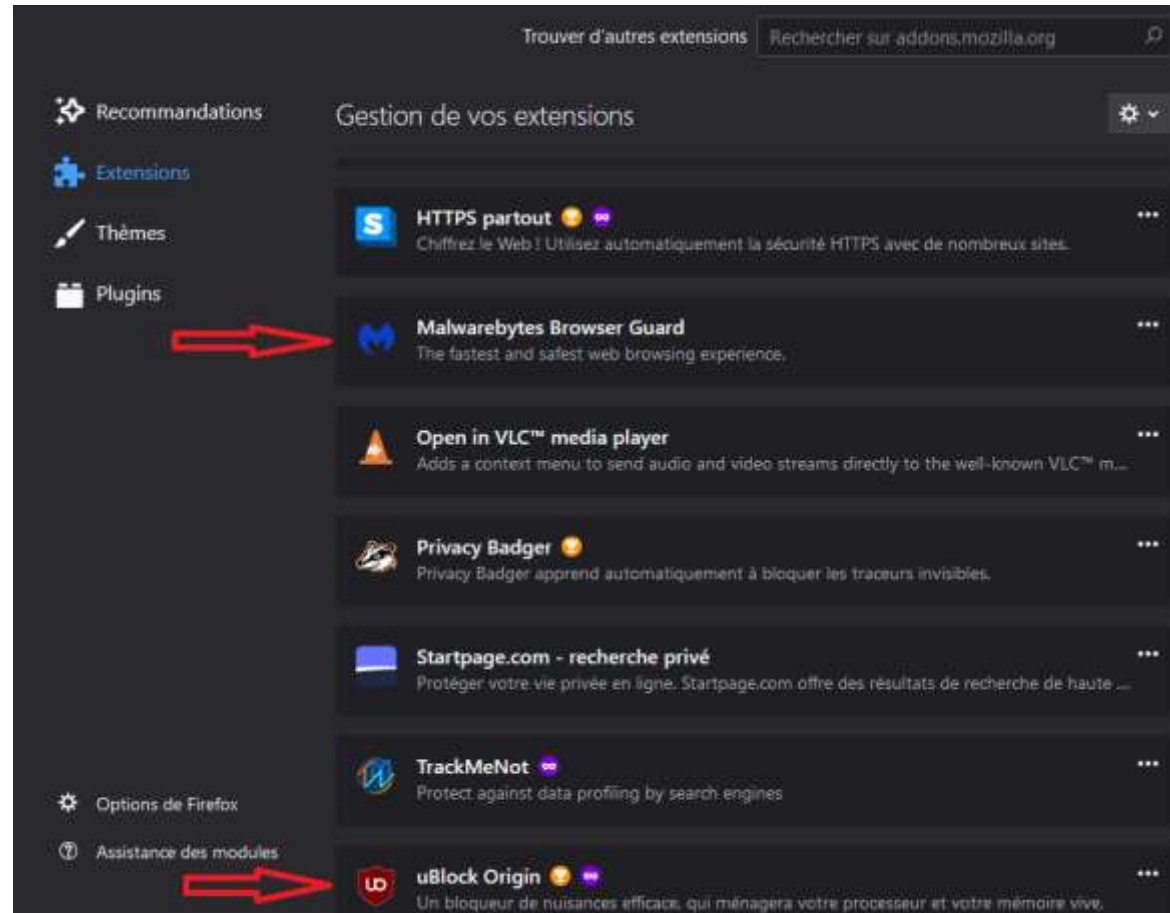 Trouver d'autres extensions
Rechercher sur addons.mozilla.org
Recommandations
Extensions
Thèmes
Plugins
Gestion de vos extensions
HTTPS partout
Chiffrez le Web ! Utilisez automatiquement la sécurité HTTPS avec de nombreux sites.
Malwarebytes Browser Guard
The fastest and safest web browsing experience.
Open in VLC™ media player
Adds a context menu to send audio and video streams directly to the well-known VLC™ m...
Privacy Badger
Privacy Badger apprend automatiquement à bloquer les traceurs invisibles.
Startpage.com - recherche privé
Protéger votre vie privée en ligne. Startpage.com offre des résultats de recherche de haute ...
TrackMeNot
Protect against data profiling by search engines
uBlock Origin
Un bloqueur de nuisances efficace, qui ménagera votre processeur et votre mémoire vive.
Options de Firefox
Assistance des modules